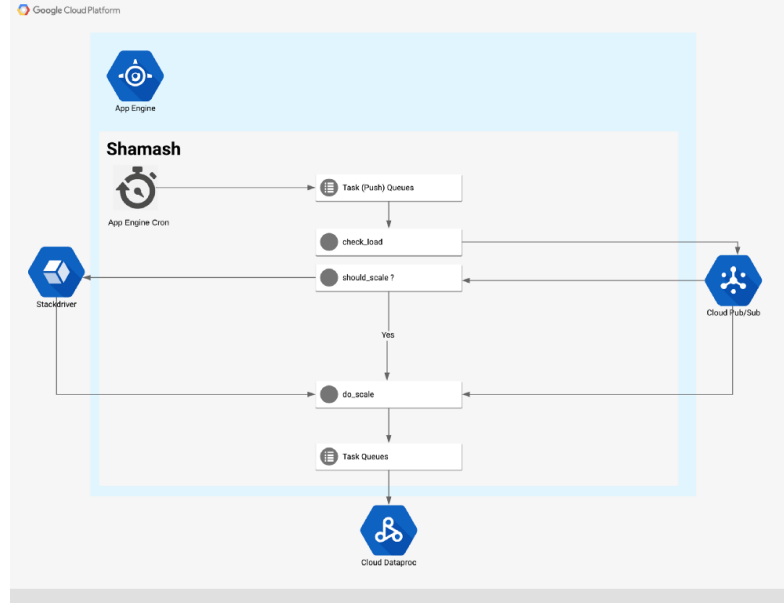 Google Cloud Platform
App Engine
Shamash
App Engine Cron
Task (Push) Queues
check_load
should_scale ?
Stackdriver
Cloud Pub/Sub
Yes
do_scale
Task Queues
Cloud Dataproc